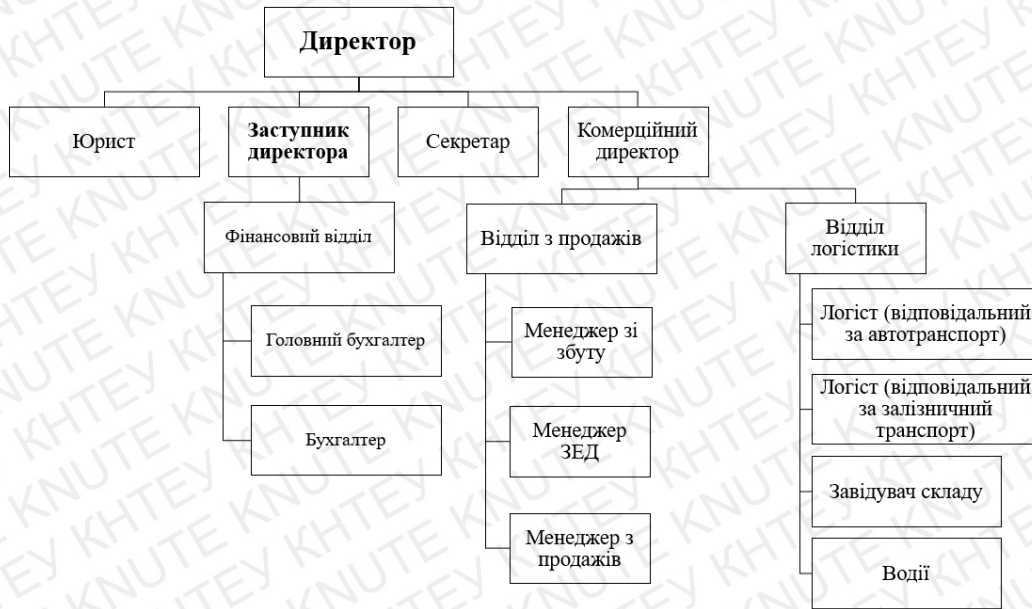 Директор
Юрист
Заступник
директора
Секретар
Комерційний
директор
Фінансовий відділ
Відділ з продажів
Відділ
логістики
Головний бухгалтер
Бухгалтер
Менеджер зі
збуту
Менеджер
ЗЕД
Менеджер з
продажів
Логіст (відповідальний
за автотранспорт)
Логіст (відповідальний
за залізничний
транспорт)
Завідувач складу
Водії